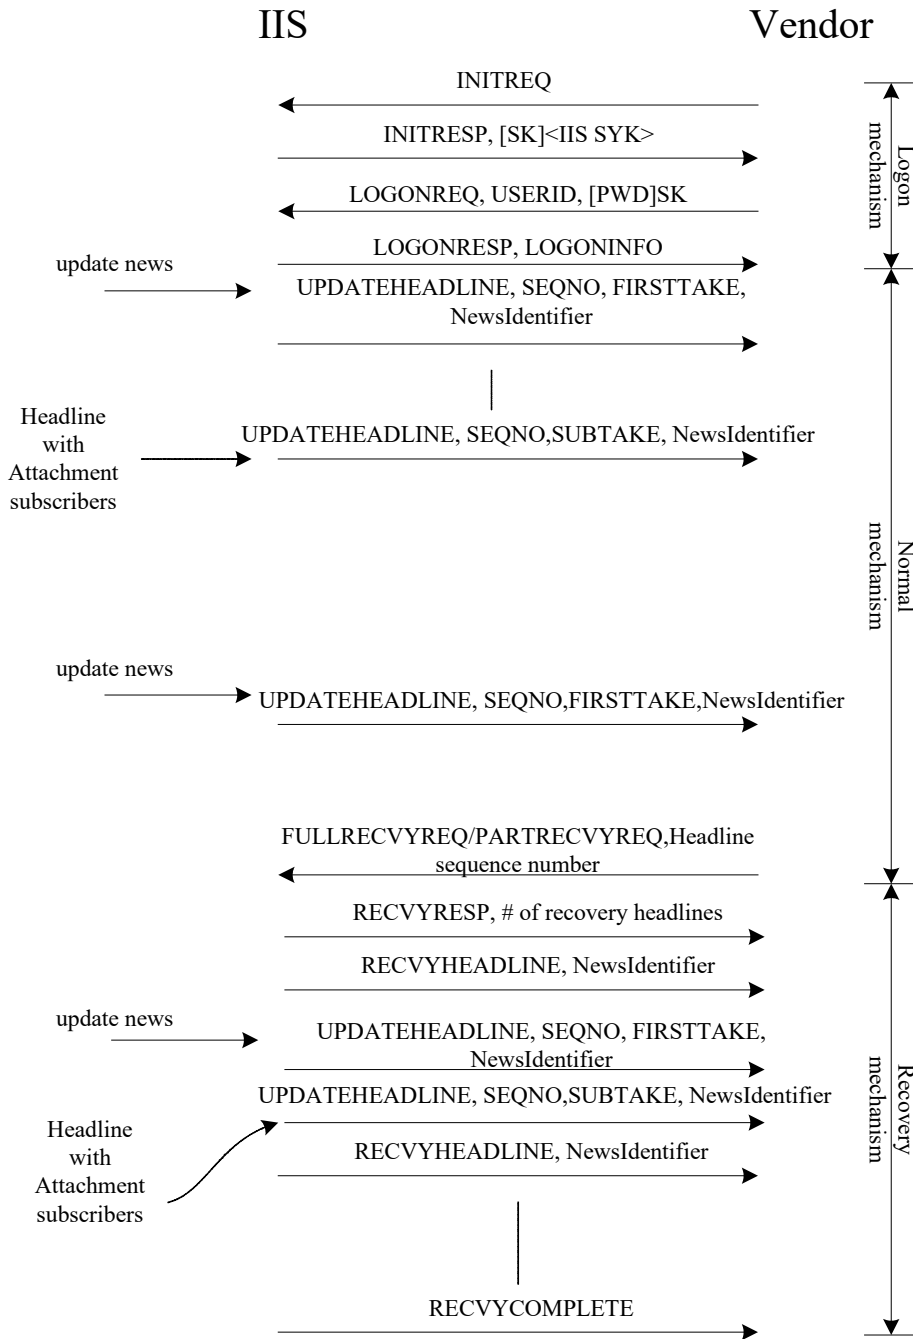 IIS
Vendor
INITREQ
INITRESP, [SK]<IIS SYK>
LOGONREQ, USERID, [PWD]SK
LOGONRESP, LOGONINFO
Logon
mechanism
update news
UPDATEHEADLINE, SEQNO, FIRSTTAKE,
NewsIdentifier
Headline
with
Attachment
subscribers
UPDATEHEADLINE, SEQNO,SUBTAKE, NewsIdentifier
Normal
mechanism
update news
UPDATEHEADLINE, SEQNO,FIRSTTAKE,NewsIdentifier
FULLRECVYREQ/PARTRECVYREQ,Headline
sequence number
RECVYRESP, # of recovery headlines
RECVYHEADLINE, NewsIdentifier
update news
UPDATEHEADLINE, SEQNO, FIRSTTAKE,
NewsIdentifier
UPDATEHEADLINE, SEQNO,SUBTAKE, NewsIdentifier
Headline
with
Attachment
subscribers
RECVYHEADLINE, NewsIdentifier
Recovery
mechanism
RECVYCOMPLETE